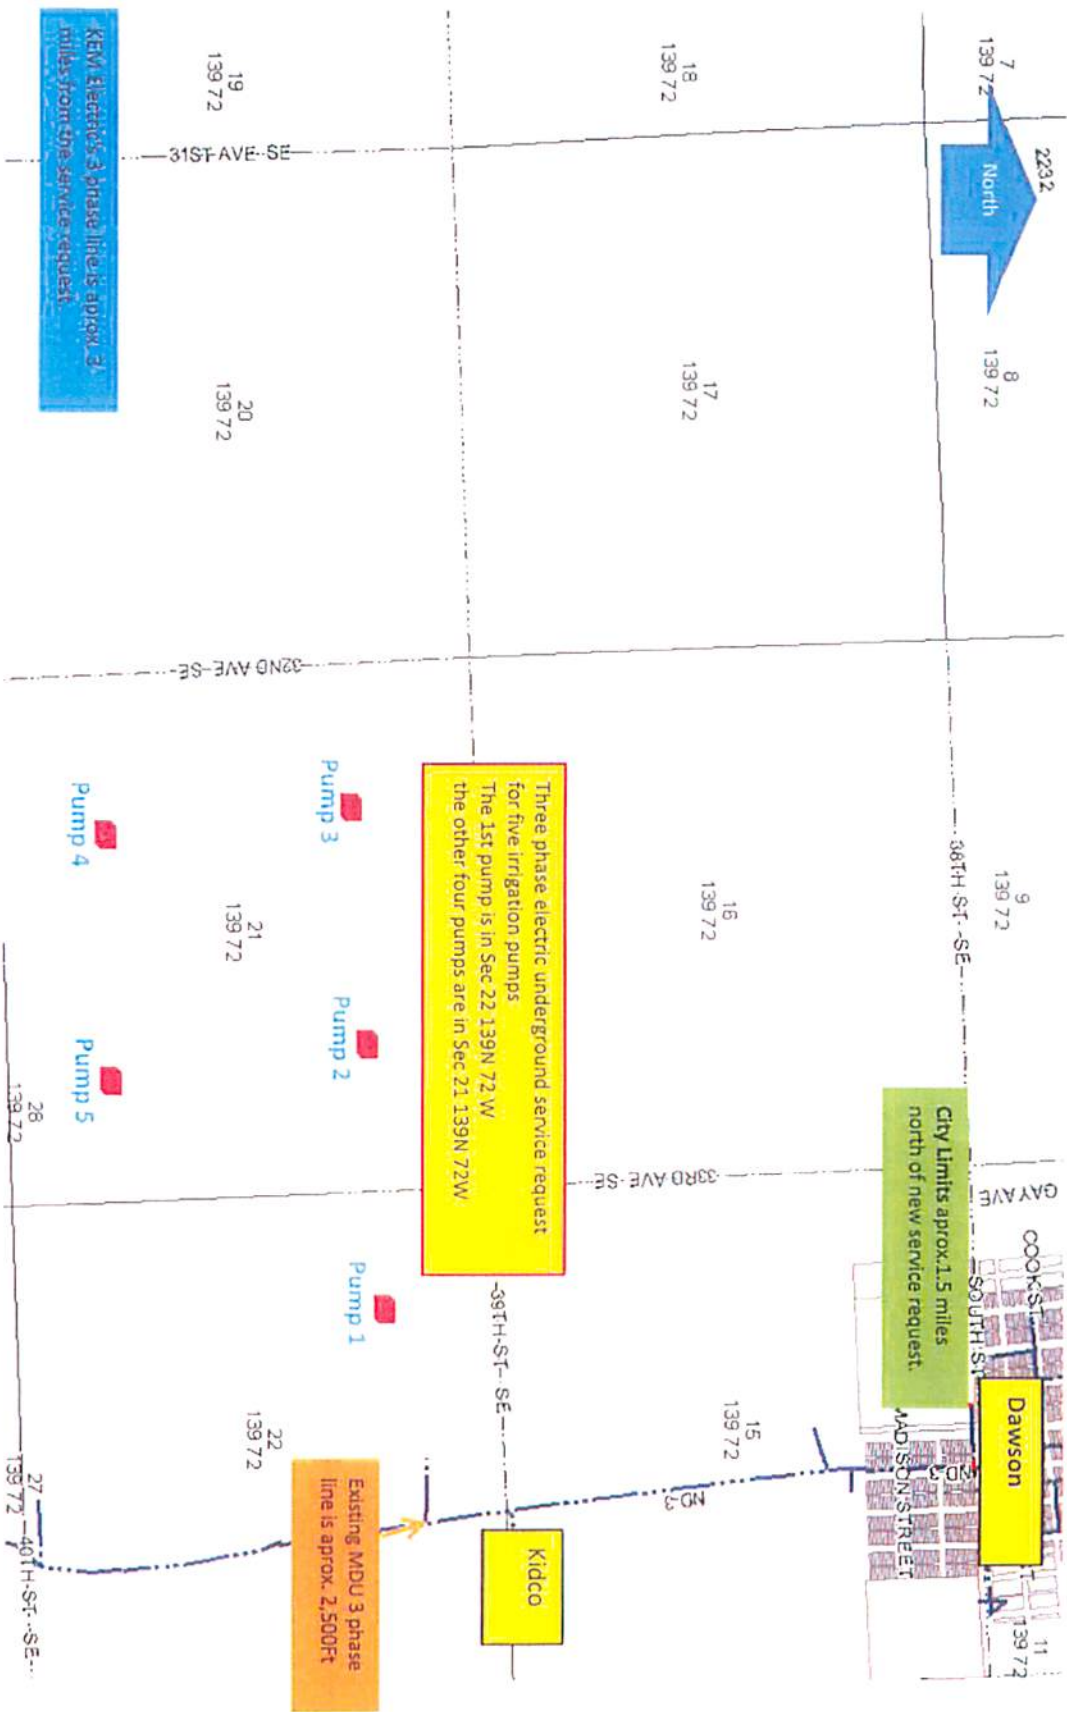 7
139 72
2232
North
8
139 72
9
139 72
38TH ST SE
GAY AVE
COOK ST
SOUTH ST
Dawson
11
139 72
City Limits aprox.1.5 miles
north of new service request.
MADISON STREET
ND 3
18
139 72
17
139 72
16
139 72
33RD AVE SE
15
139 72
ND 3
Three phase electric underground service request
for five irrigation pumps
The 1st pump is in Sec 22 139N 72 W
the other four pumps are in Sec 21 139N 72W
39TH ST SE
Kidco
19
139 72
31ST AVE SE
20
139 72
32ND AVE SE
Pump 3
Pump 2
Pump 1
21
139 72
22
139 72
Existing MDU 3 phase
line is aprox. 2,500Ft
Pump 4
Pump 5
KEM Electric's 3 phase line is aprox. 3
miles from the service request.
28
139 72
27
139 72
40TH ST SE